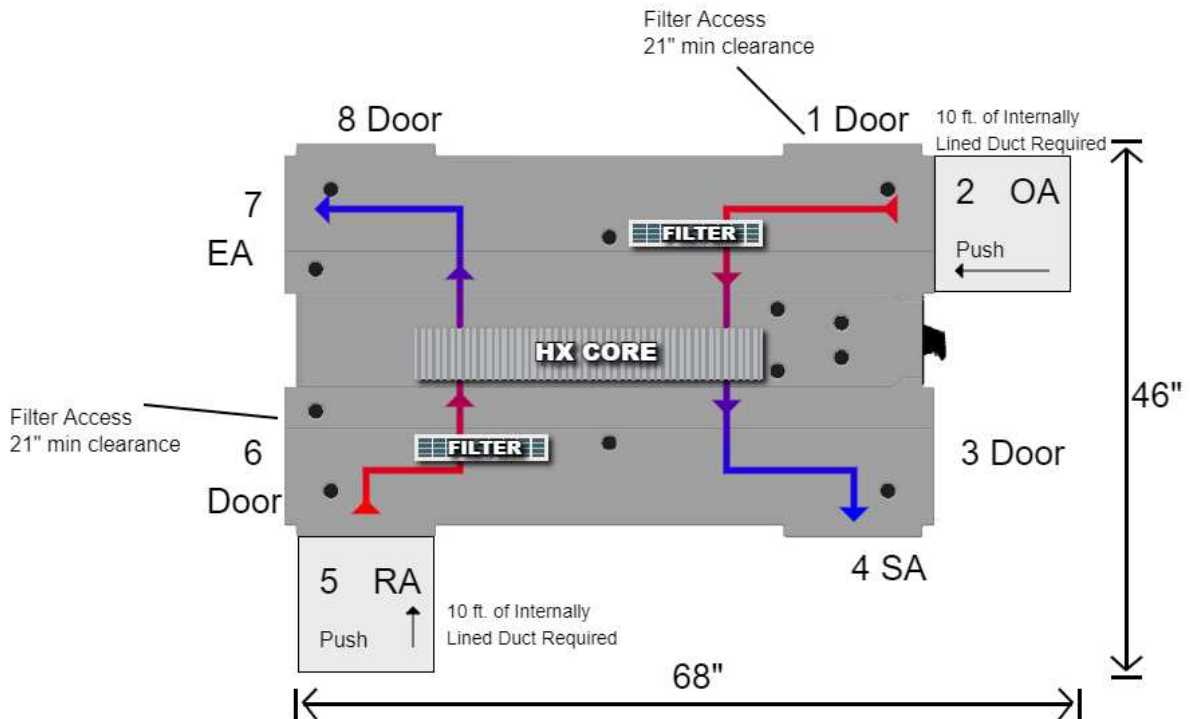 Filter Access
21" min clearance
8 Door
1 Door
10 ft. of Internally
Lined Duct Required
7
EA
FILTER
2 OA
Push
HX CORE
46"
Filter Access
21" min clearance
6
Door
FILTER
3 Door
4 SA
5 RA
Push
10 ft. of Internally
Lined Duct Required
68"